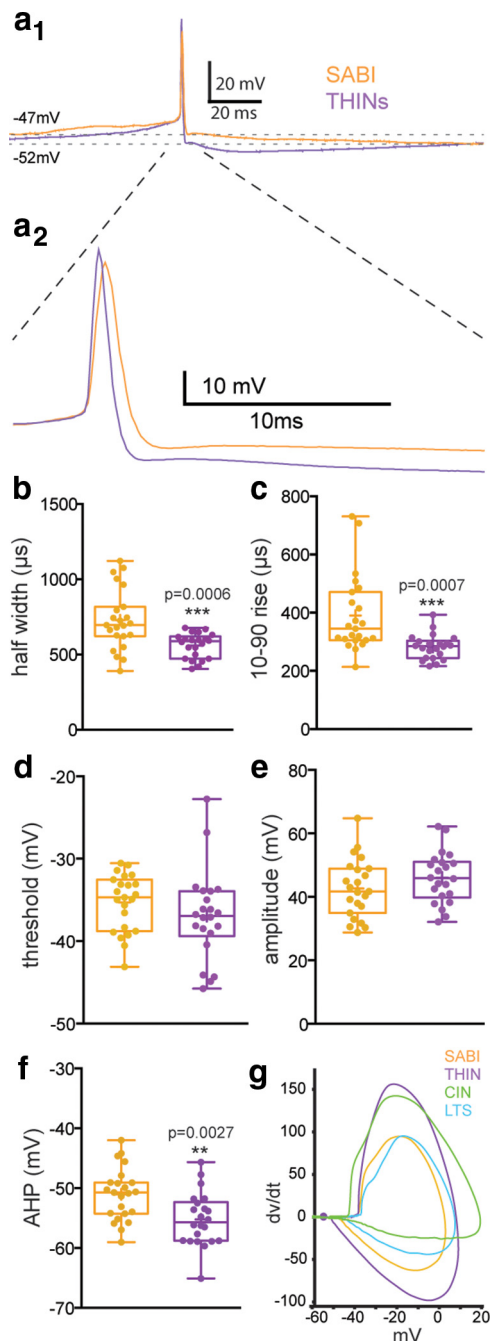 a1
20 mV
20 ms
SABI
THINs
-47mV
-52mV
a2
10 mV
10ms
b
half width (µs)
1500
1000
500
0
p=0.0006
***
c
10-90 rise (µs)
800
600
400
200
0
p=0.0007
***
d
threshold (mV)
-20
-30
-40
-50
e
amplitude (mV)
80
60
40
20
0
f
AHP (mV)
-30
-40
-50
-60
-70
p=0.0027
**
g
SABI
THIN
CIN
LTS
dv/dt
150
100
50
0
-50
-100
-60 -40 -20 0 20
mV